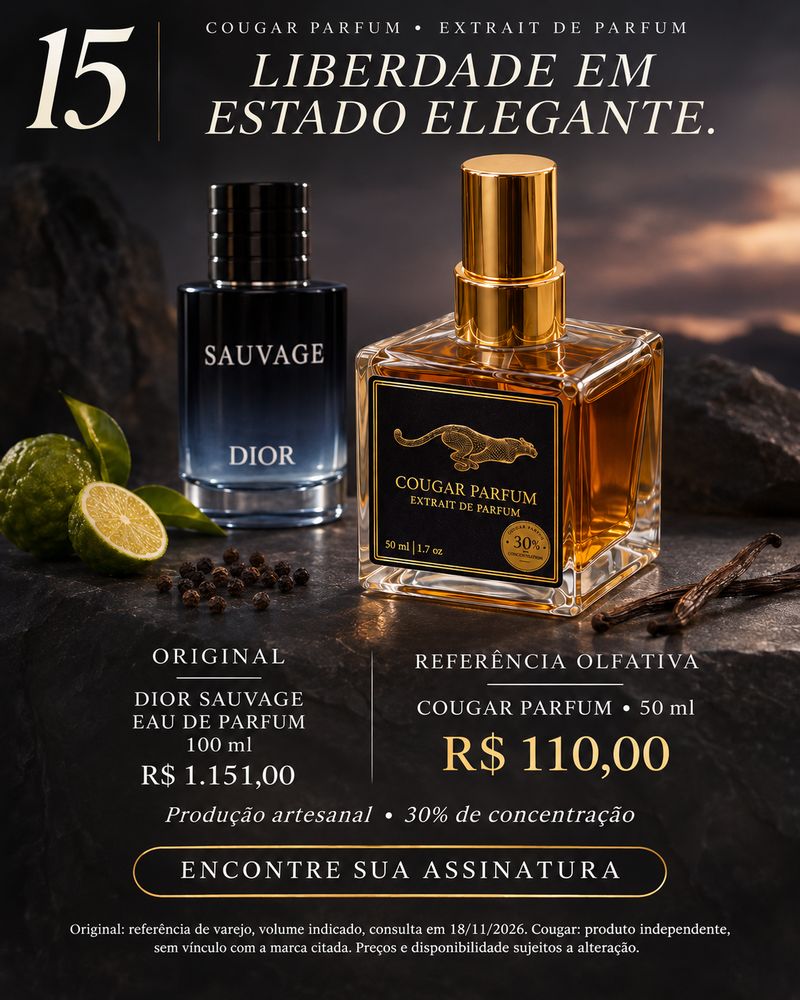 15
COUGAR PARFUM • EXTRAIT DE PARFUM
LIBERDADE EM
ESTADO ELEGANTE.
SAUVAGE
DIOR
COUGAR PARFUM
EXTRAIT DE PARFUM
50 ml | 1.7 oz
COUGAR PARFUM
30%
CONCENTRATION
ORIGINAL
DIOR SAUVAGE
EAU DE PARFUM
100 ml
R$ 1.151,00
REFERÊNCIA OLFATIVA
COUGAR PARFUM • 50 ml
R$ 110,00
Produção artesanal • 30% de concentração
ENCONTRE SUA ASSINATURA
Original: referência de varejo, volume indicado, consulta em 18/11/2026. Cougar: produto independente,
sem vínculo com a marca citada. Preços e disponibilidade sujeitos a alteração.